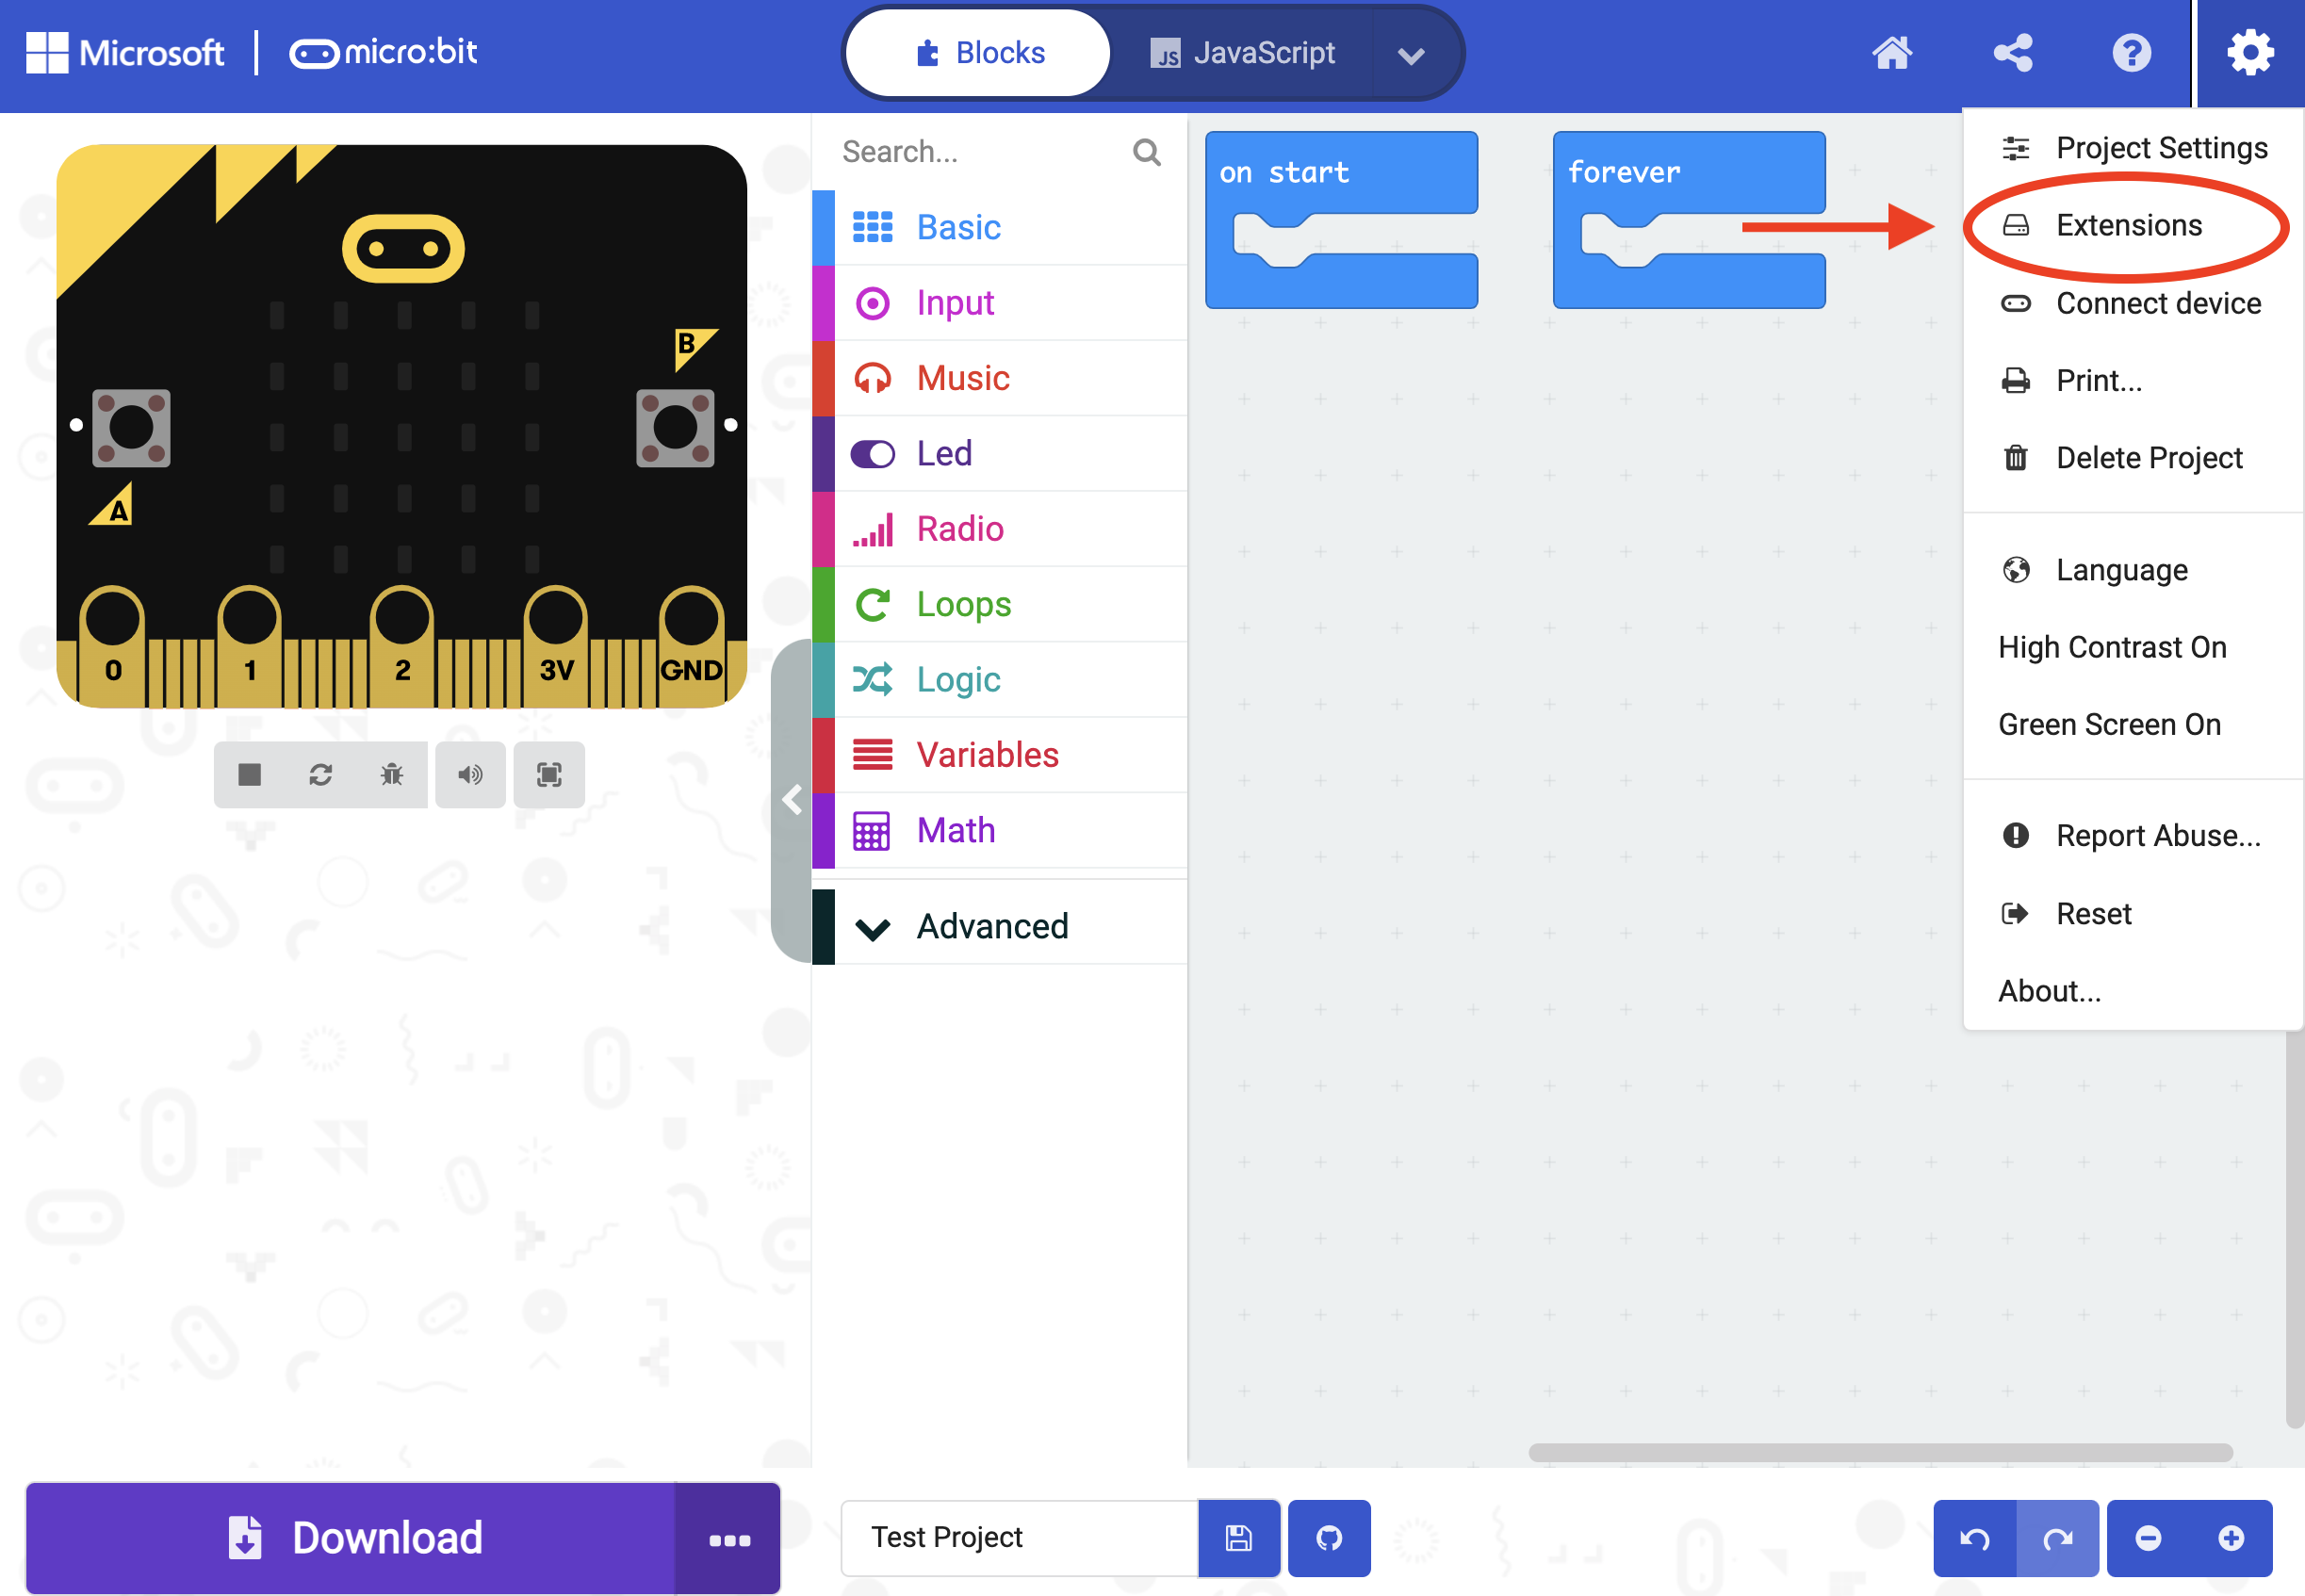 Microsoft
micro:bit
Blocks
JS JavaScript
Search...
Basic
Input
Music
Led
Radio
Loops
Logic
Variables
Math
Advanced
B
A
0 1 2 3V GND
on start
forever
Project Settings
Extensions
Connect device
Print...
Delete Project
Language
High Contrast On
Green Screen On
Report Abuse...
Reset
About...
Download
Test Project